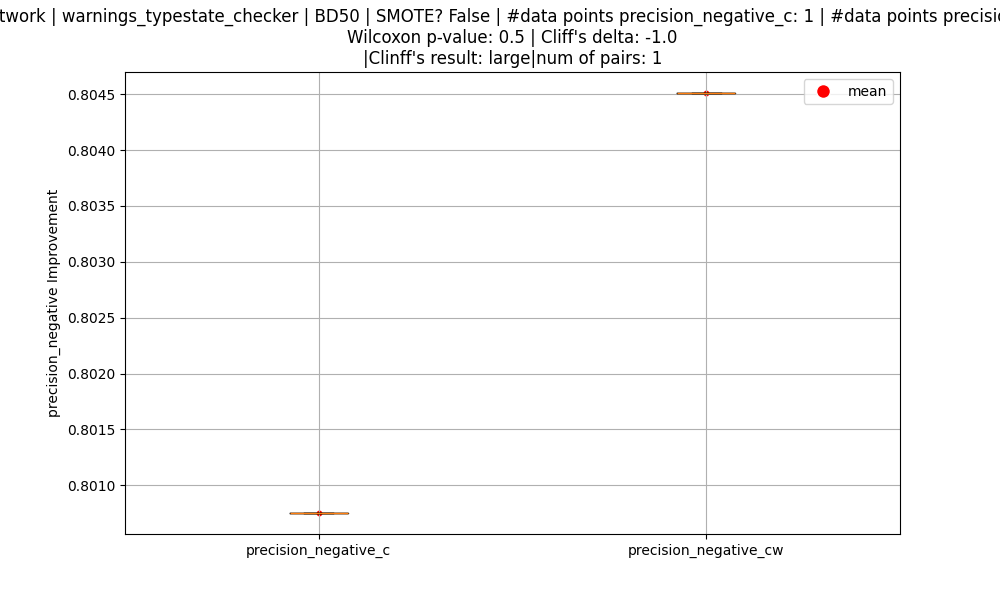 | warnings_typestate_checker | BD50 | SMOTE? False | #data points precision_negative_c: 1 | #data points
Wilcoxon p-value: 0.5 | Cliff's delta: -1.0
|Clinff's result: large|num of pairs: 1
mean
0.8045
0.8040
0.8035
0.8030
0.8025
0.8020
0.8015
0.8010
precision_negative Improvement
precision_negative_c
precision_negative_cw